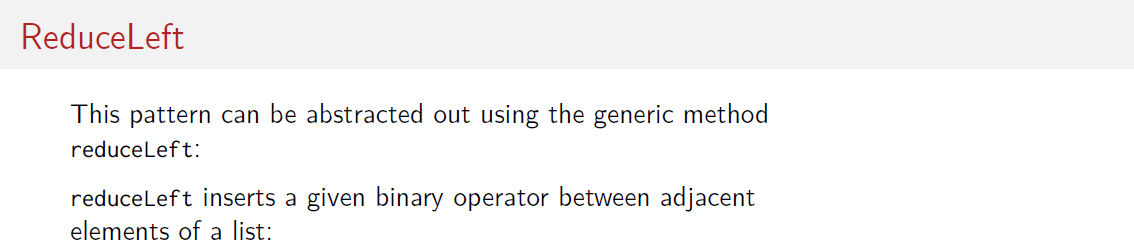 ReduceLeft
This pattern can be abstracted out using the generic method
reduceLeft:
reduceLeft inserts a given binary operator between adjacent
elements of a list: